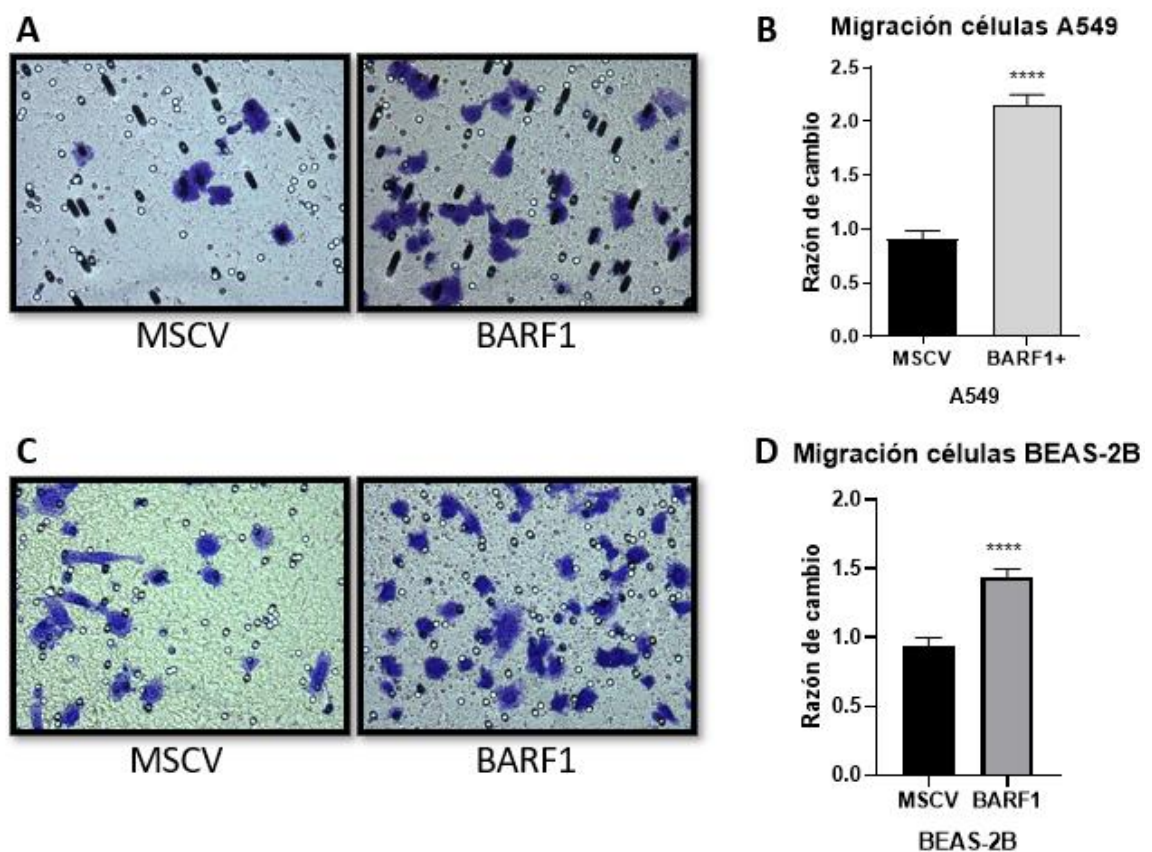 A
MSCV
BARF1
B
Migración células A549
Razón de cambio
2.5
2.0
1.5
1.0
0.5
0.0
****
MSCV
BARF1+
A549
C
MSCV
BARF1
D
Migración células BEAS-2B
Razón de cambio
2.0
1.5
1.0
0.5
0.0
****
MSCV
BARF1
BEAS-2B